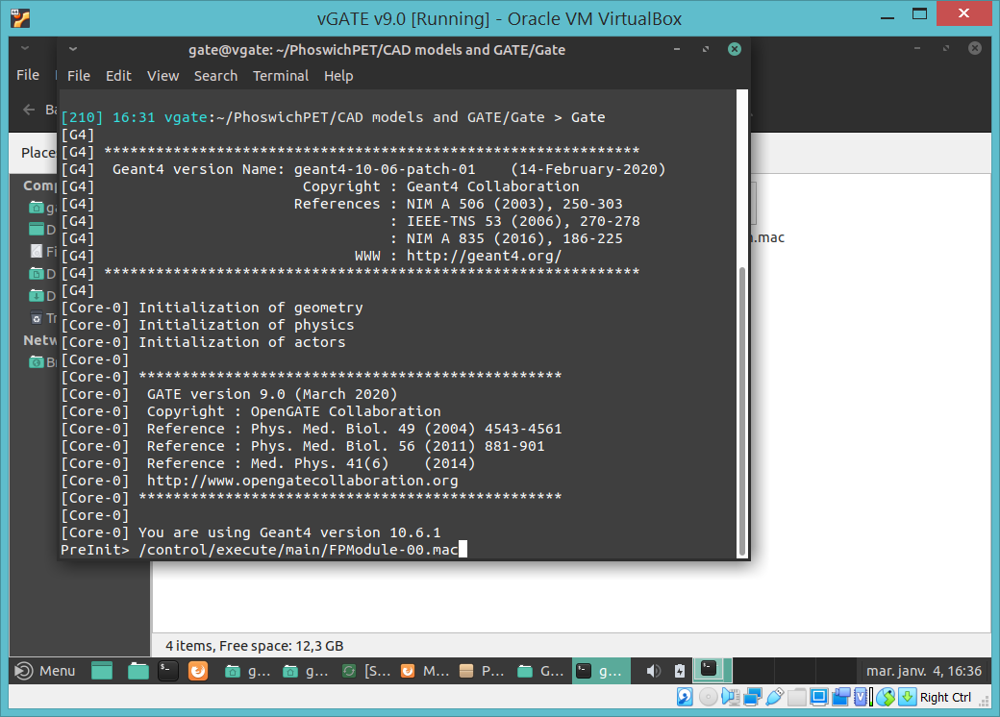 vGATE v9.0 [Running] - Oracle VM VirtualBox
gate@vgate: ~/PhoswichPET/CAD models and GATE/Gate
File
File Edit View Search Terminal Help
[210] 16:31 vgate:~/PhoswichPET/CAD models and GATE/Gate > Gate
[G4]
[G4] **************************************************************
[G4]  Geant4 version Name: geant4-10-06-patch-01    (14-February-2020)
[G4]                        Copyright : Geant4 Collaboration
[G4]                       References : NIM A 506 (2003), 250-303
[G4]                                  : IEEE-TNS 53 (2006), 270-278
[G4]                                  : NIM A 835 (2016), 186-225
[G4]                              WWW : http://geant4.org/
[G4] **************************************************************
[G4]
[Core-0] Initialization of geometry
[Core-0] Initialization of physics
[Core-0] Initialization of actors
[Core-0]
[Core-0] *************************************************
[Core-0]  GATE version 9.0 (March 2020)
[Core-0]  Copyright : OpenGATE Collaboration
[Core-0]  Reference : Phys. Med. Biol. 49 (2004) 4543-4561
[Core-0]  Reference : Phys. Med. Biol. 56 (2011) 881-901
[Core-0]  Reference : Med. Phys. 41(6)    (2014)
[Core-0]  http://www.opengatecollaboration.org
[Core-0] *************************************************
[Core-0]
[Core-0] You are using Geant4 version 10.6.1
PreInit> /control/execute/main/FPModule-00.mac
Ba
Place
Comp
g
D
Fi
D
D
Tr
Netw
B
.mac
4 items, Free space: 12,3 GB
Menu
g...
g...
[S...
M...
P...
G...
g...
mar. janv. 4, 16:36
Right Ctrl